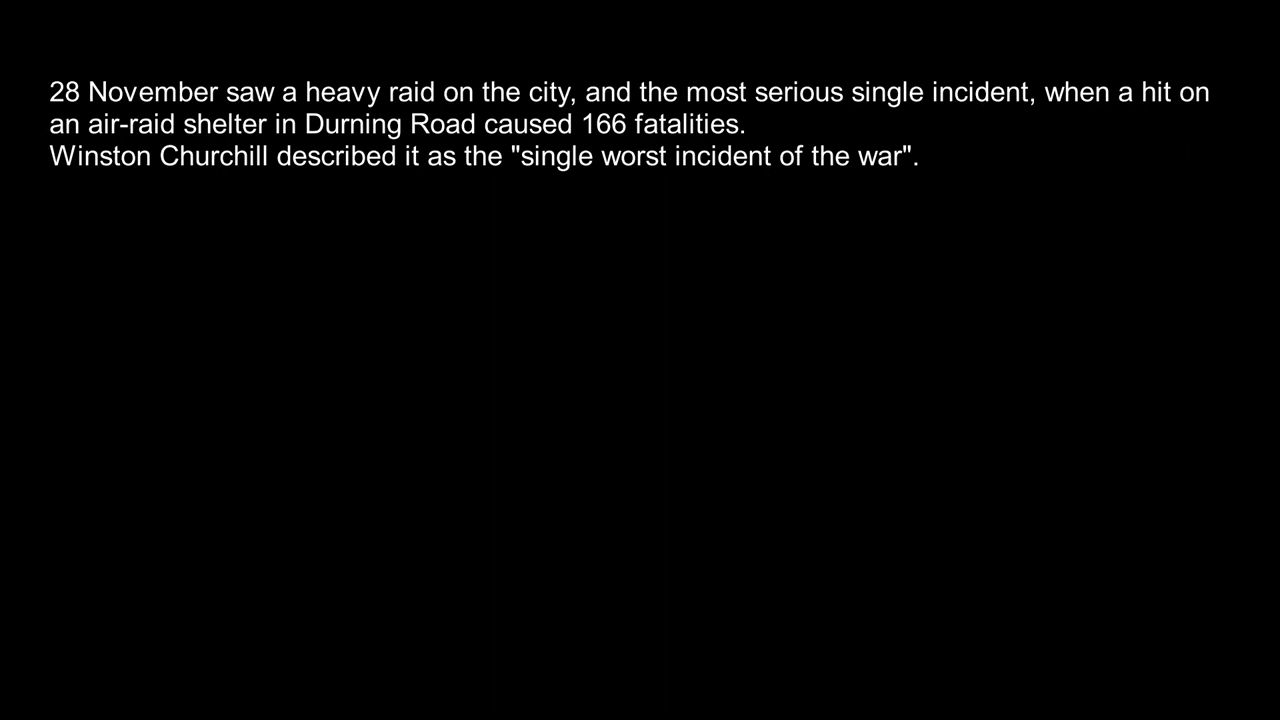 28 November saw a heavy raid on the city, and the most serious single incident, when a hit on
an air-raid shelter in Durning Road caused 166 fatalities.
Winston Churchill described it as the "single worst incident of the war".